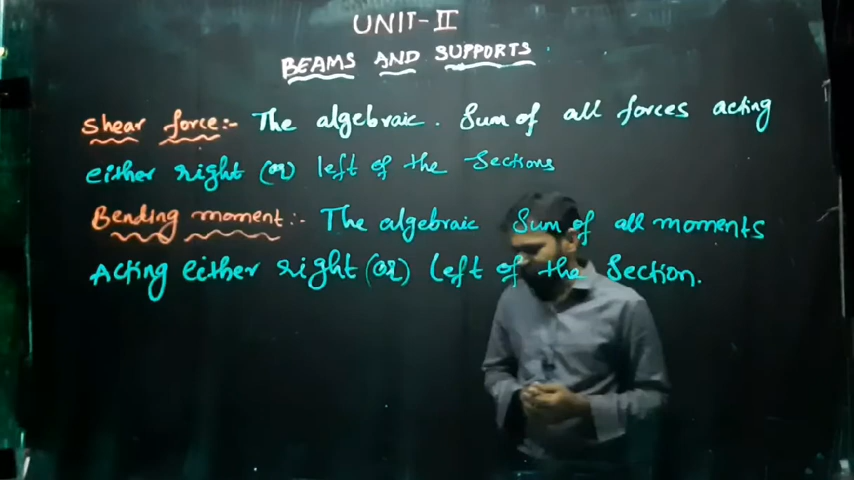 UNIT-II
BEAMS AND SUPPORTS
Shear force:- The algebraic. Sum of all forces acting
either right (or) left of the Sections
Bending moment:- The algebraic Sum of all moments
Acting either right (or) left of the Section.